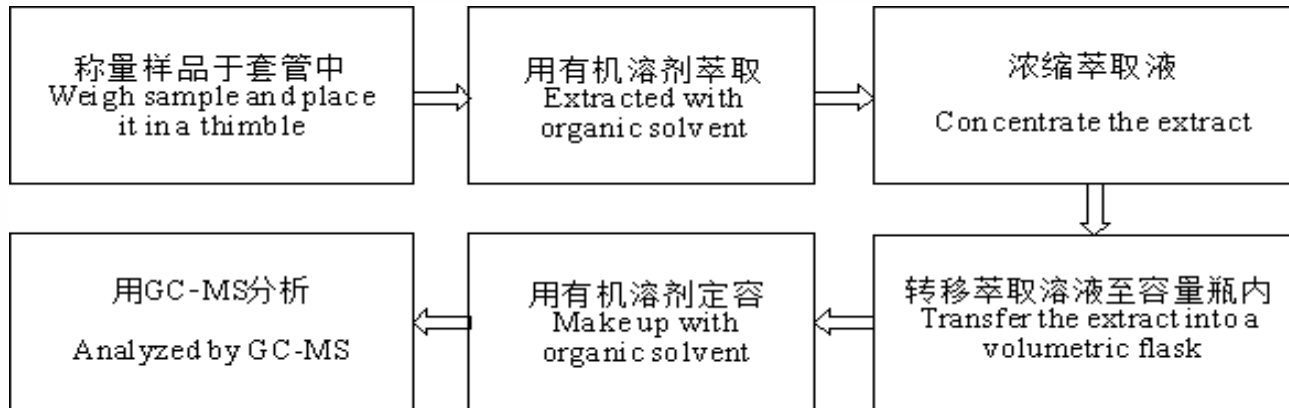 称量样品于套管中
Weigh sample and place
it in a thimble
用有机溶剂萃取
Extracted with
organic solvent
浓缩萃取液
Concentrate the extract
转移萃取溶液至容量瓶内
Transfer the extract into a
volumetric flask
用有机溶剂定容
Make up with
organic solvent
用GC-MS分析
Analyzed by GC-MS